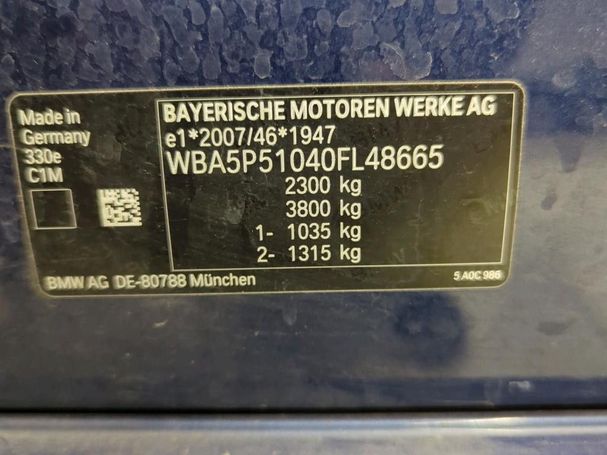 Made in
Germany
330e
C1M
BAYERISCHE MOTOREN WERKE AG
e1*2007/46*1947
WBA5P51040FL48665
2300 kg
3800 kg
1- 1035 kg
2- 1315 kg
BMW AG DE-80788 München
5 A0C 986